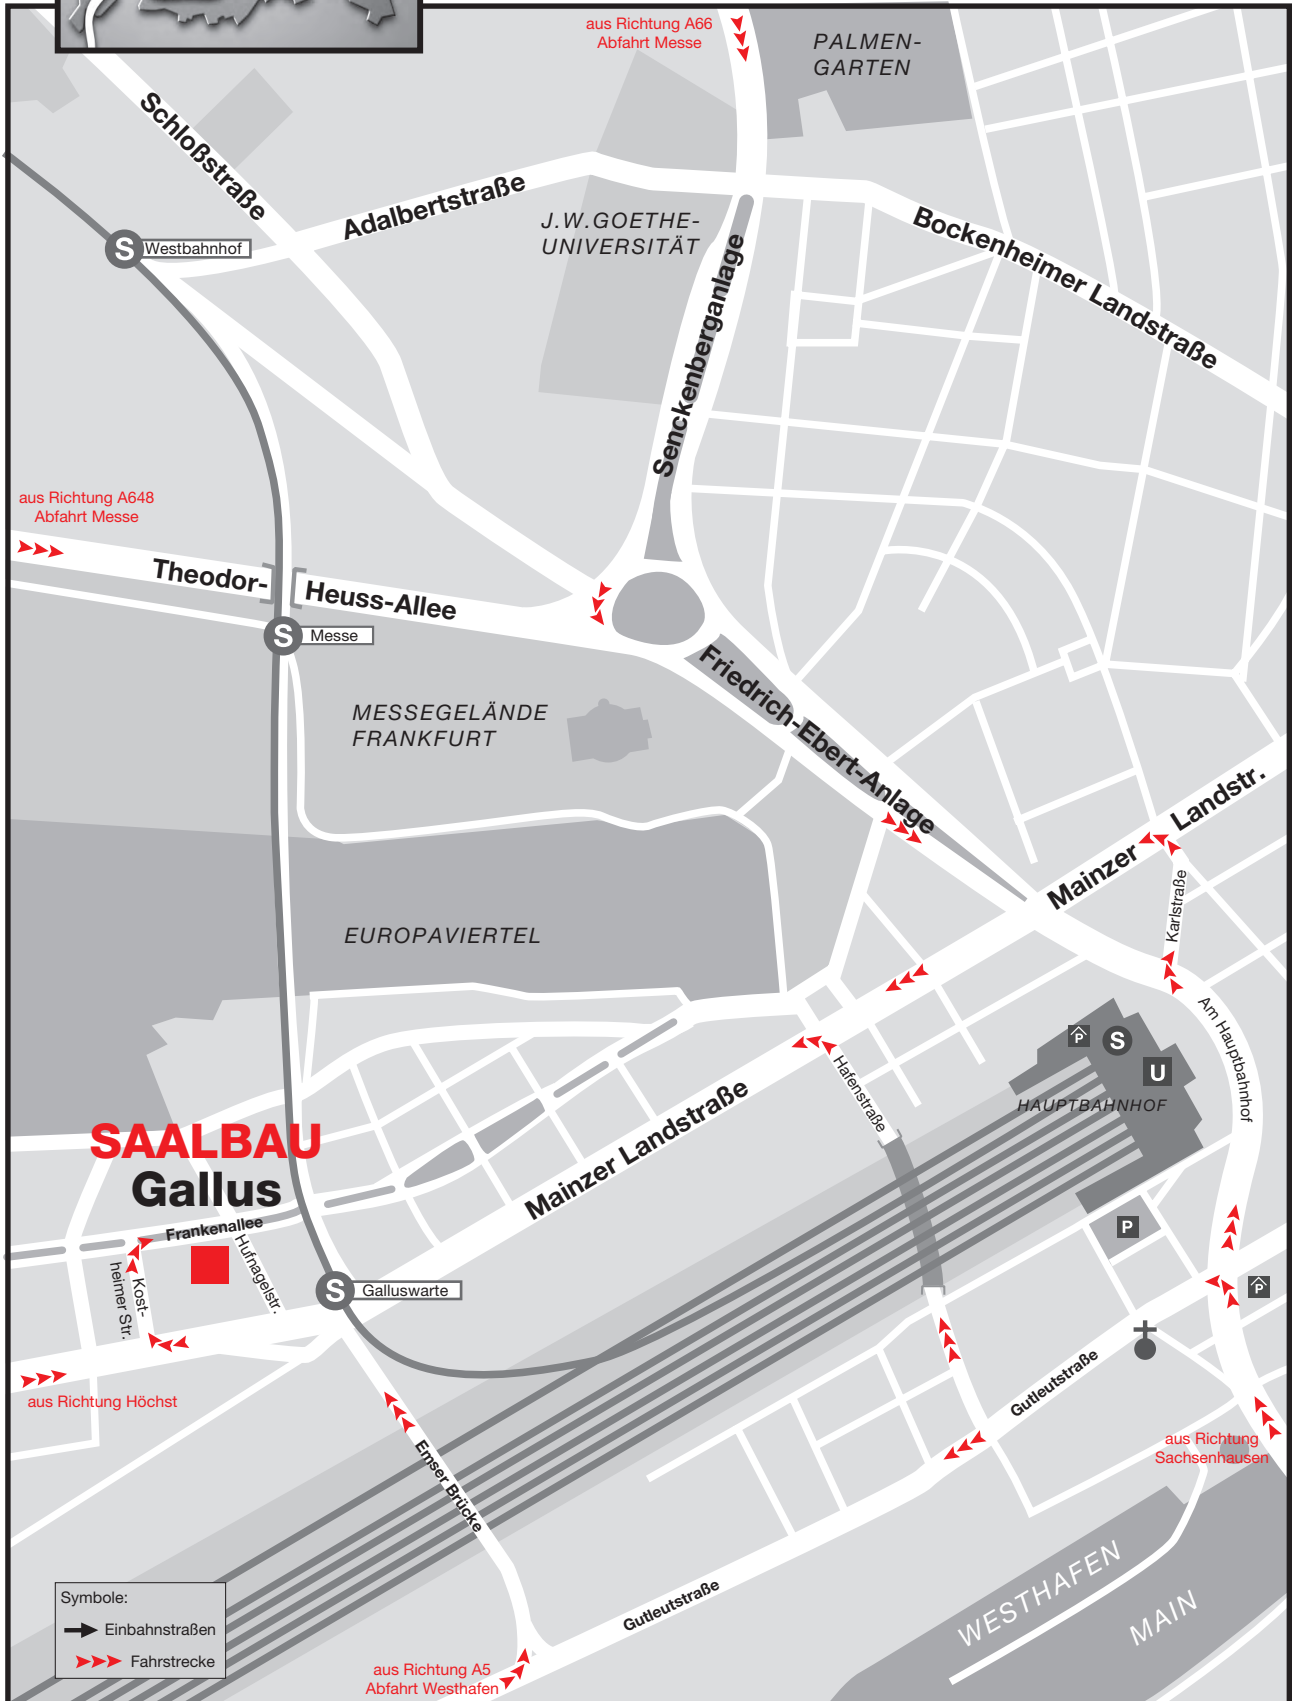 aus Richtung A66
Abfahrt Messe
PALMEN-
GARTEN
Schloßstraße
Adalbertstraße
J.W.GOETHE-
UNIVERSITÄT
Bockenheimer Landstraße
S Westbahnhof
Senckenberganlage
aus Richtung A648
Abfahrt Messe
Theodor-
Heuss-Allee
S Messe
Friedrich-Ebert-Anlage
MESSEGELÄNDE
FRANKFURT
Mainzer
Landstr.
Karlstraße
EUROPAVIERTEL
Am Hauptbahnhof
P
S
U
HAUPTBAHNHOF
Hafenstraße
Mainzer Landstraße
SAALBAU
Gallus
Frankenallee
Hufnagelstr.
Kost-
heimer Str.
S Galluswarte
P
P
aus Richtung Höchst
Gutleutstraße
aus Richtung
Sachsenhausen
Emser Brücke
WESTHAFEN
MAIN
Gutleutstraße
Symbole:
Einbahnstraßen
Fahrstrecke
aus Richtung A5
Abfahrt Westhafen